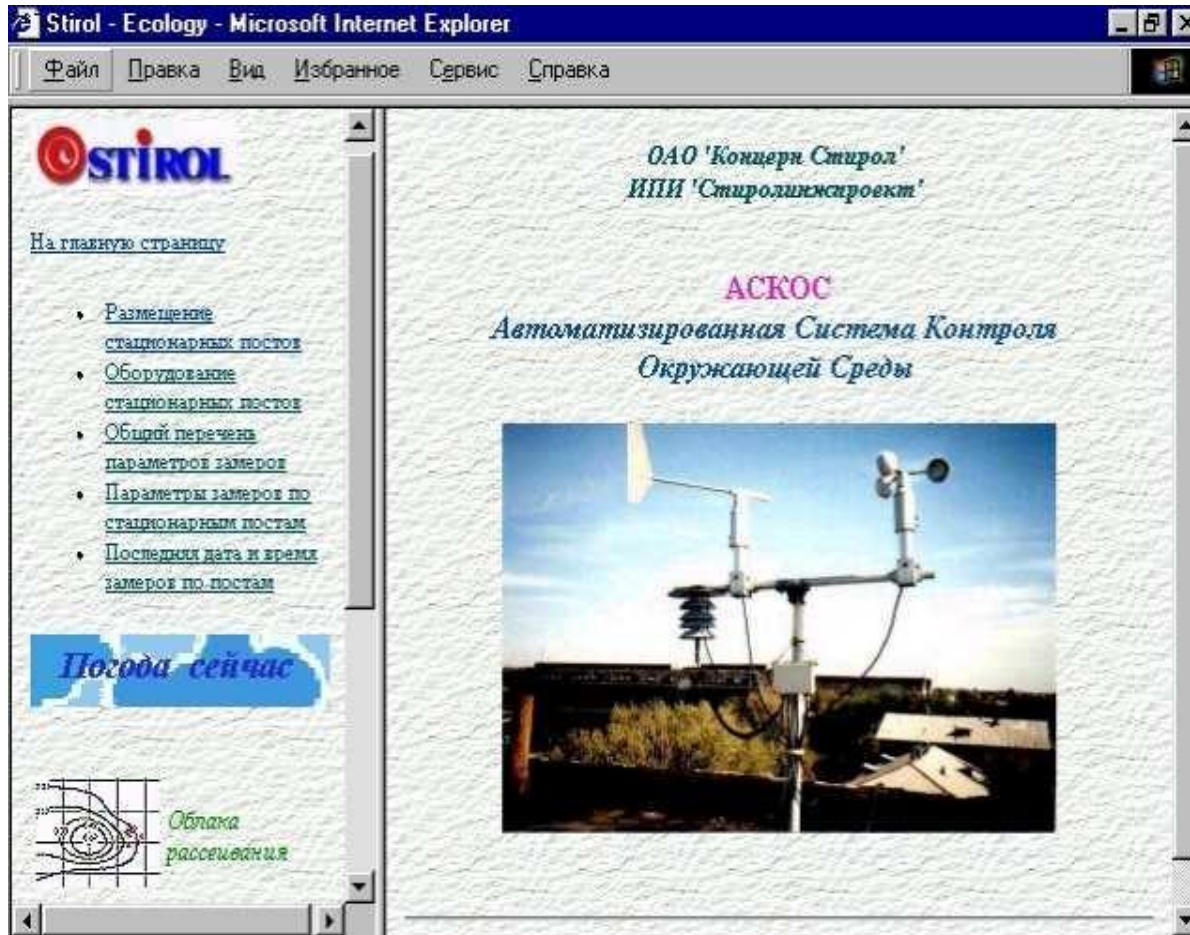 Stirol - Ecology - Microsoft Internet Explorer
Файл Правка Вид Избранное Сервис Справка
STIROL
На главную страницу
Размещение
стационарных постов
Оборудование
стационарных постов
Общий перечень
параметров замеров
Параметры замеров по
стационарным постам
Последняя дата и время
замеров по постам
Погода сейчас
Облака
рассеивания
ОАО 'Концерн Стирол'
ИПИ 'Стиролинжпроект'
АСКОС
Автоматизированная Система Контроля
Окружающей Среды